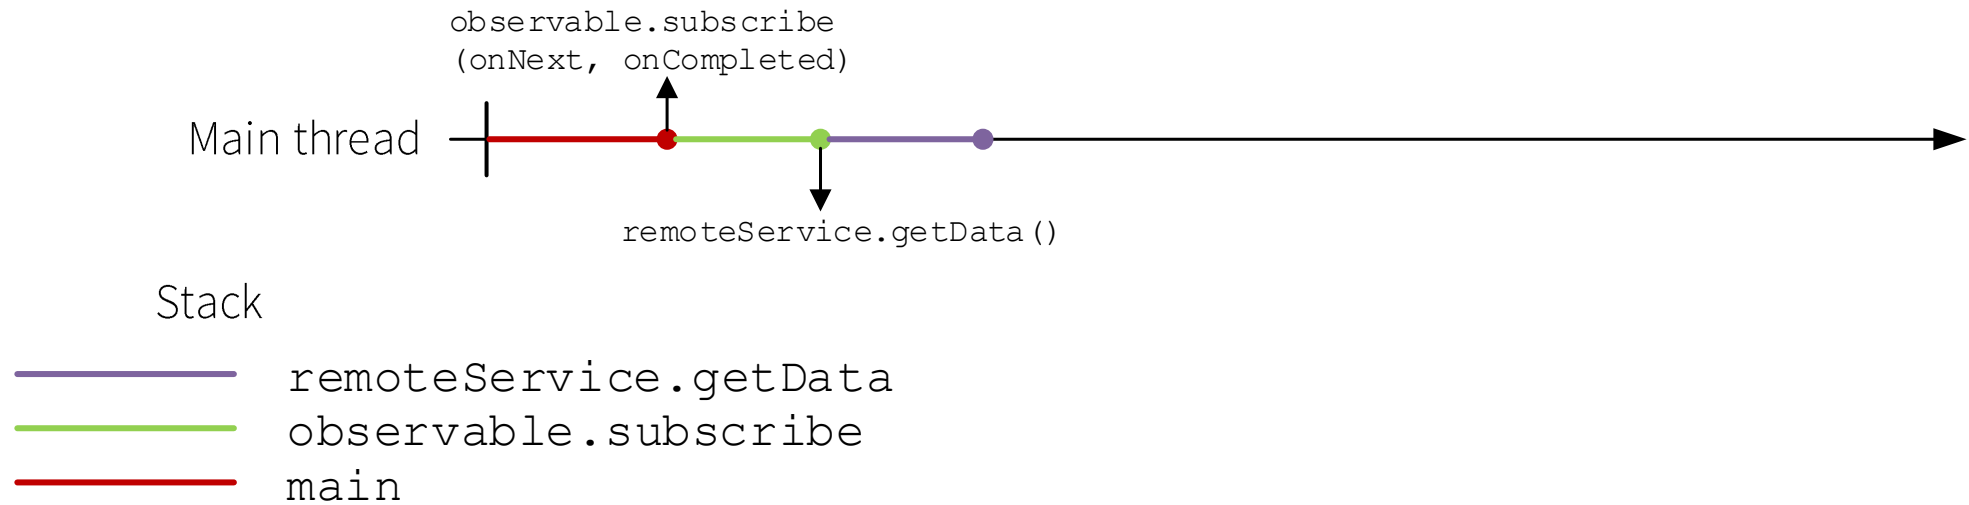 observable.subscribe
(onNext, onCompleted)
Main thread
remoteService.getData()
Stack
remoteService.getData
observable.subscribe
main